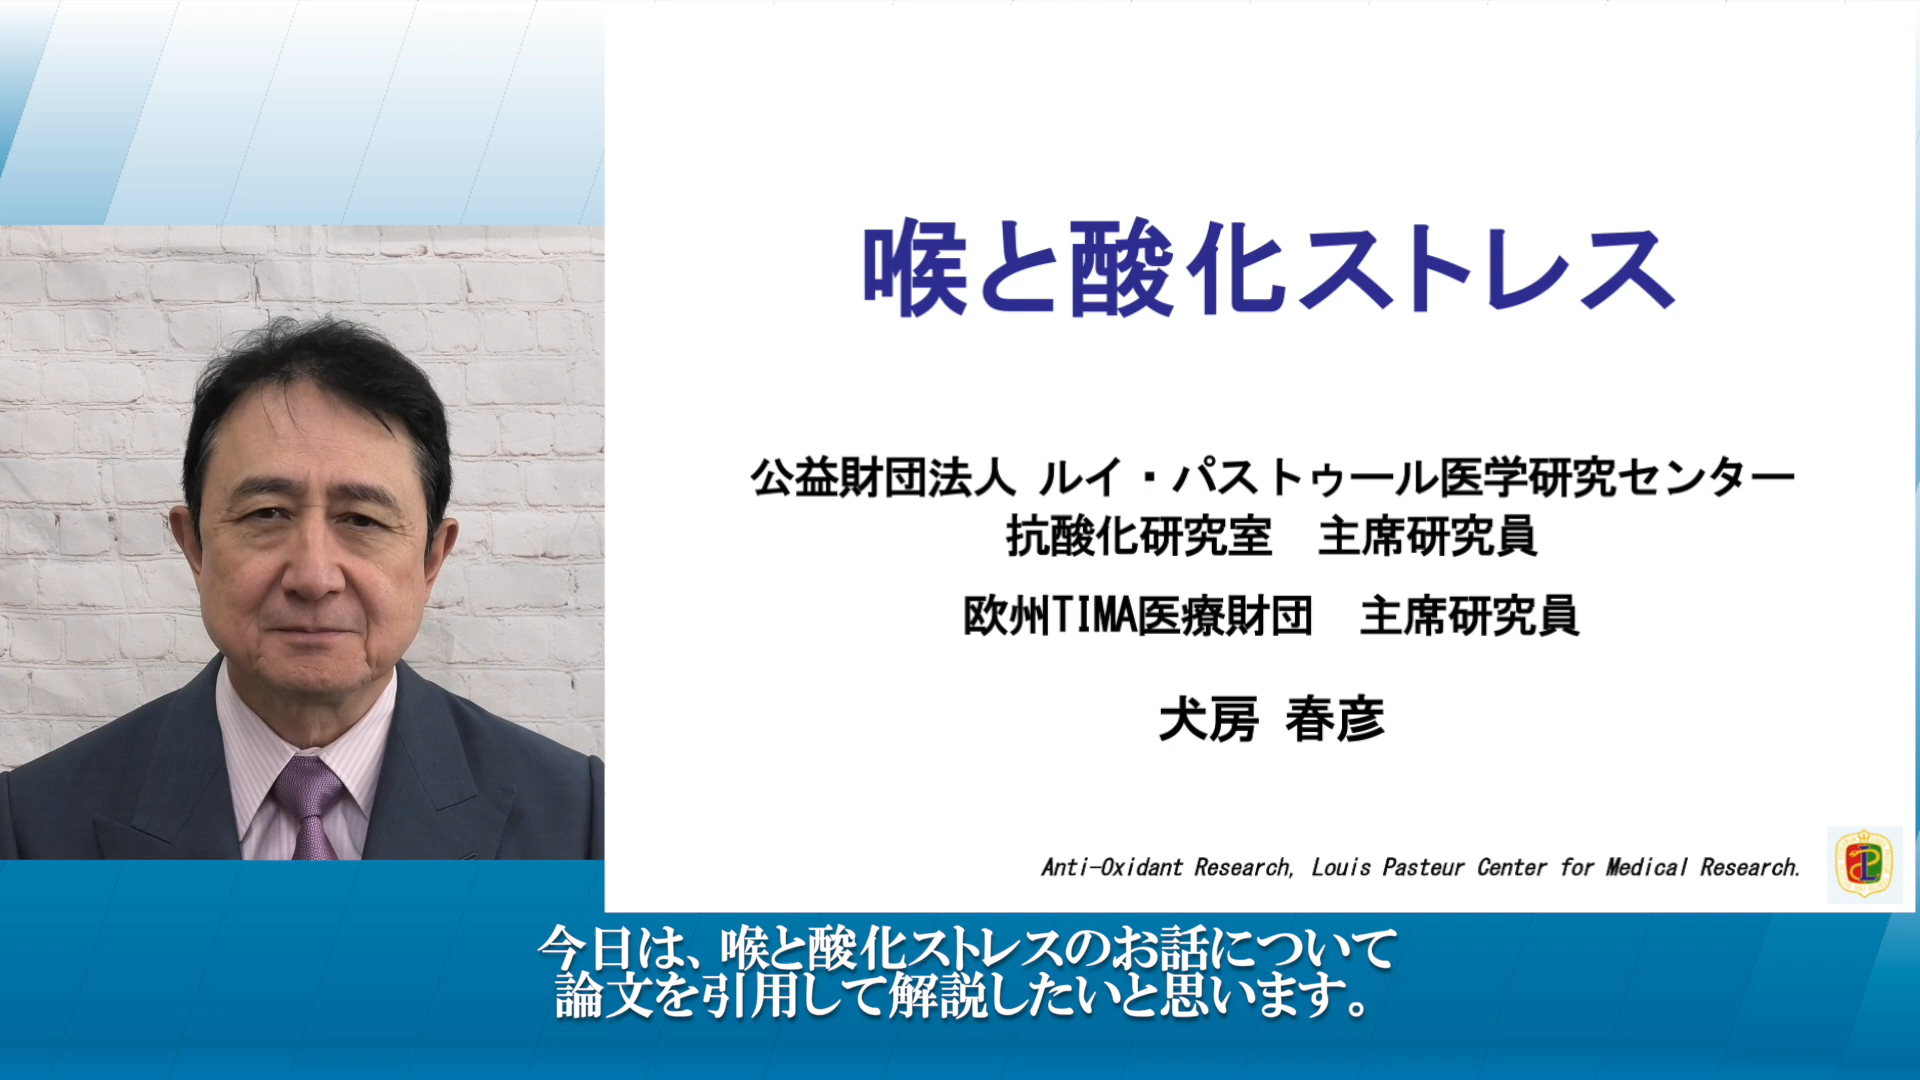 喉と酸化ストレス
公益財団法人 ルイ・パストゥール医学研究センター
抗酸化研究室　主席研究員
欧州TIMA医療財団　主席研究員
犬房 春彦
Anti-Oxidant Research, Louis Pasteur Center for Medical Research.
今日は、喉と酸化ストレスのお話について
論文を引用して解説したいと思います。